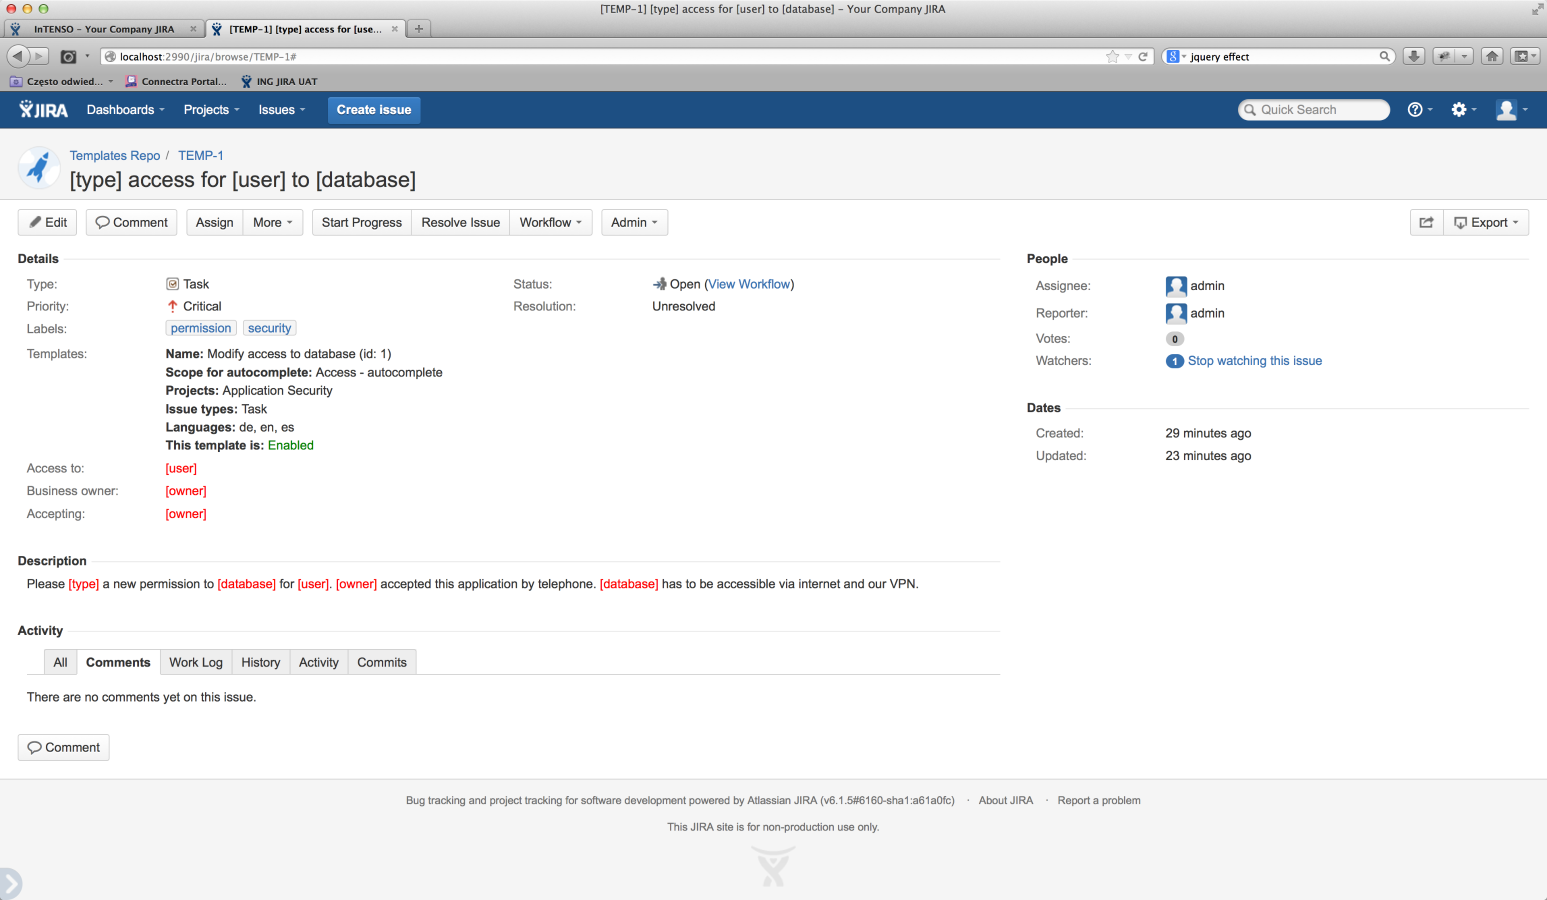 [TEMP-1] [type] access for [user] to [database] – Your Company JIRA
InTENSO – Your Company JIRA
[TEMP-1] [type] access for [use...
localhost:2990/jira/browse/TEMP-1#
jquery effect
Często odwied...
Connectra Portal...
ING JIRA UAT
JIRA
Dashboards
Projects
Issues
Create issue
Quick Search
Templates Repo / TEMP-1
[type] access for [user] to [database]
Edit
Comment
Assign
More
Start Progress
Resolve Issue
Workflow
Admin
Export
Details
Type: Task
Status: Open (View Workflow)
Priority: Critical
Resolution: Unresolved
Labels: permission security
Templates: Name: Modify access to database (id: 1)
Scope for autocomplete: Access - autocomplete
Projects: Application Security
Issue types: Task
Languages: de, en, es
This template is: Enabled
Access to: [user]
Business owner: [owner]
Accepting: [owner]
People
Assignee: admin
Reporter: admin
Votes: 0
Watchers: 1 Stop watching this issue
Dates
Created: 29 minutes ago
Updated: 23 minutes ago
Description
Please [type] a new permission to [database] for [user]. [owner] accepted this application by telephone. [database] has to be accessible via internet and our VPN.
Activity
All
Comments
Work Log
History
Activity
Commits
There are no comments yet on this issue.
Comment
Bug tracking and project tracking for software development powered by Atlassian JIRA (v6.1.5#6160-sha1:a61a0fc) · About JIRA · Report a problem
This JIRA site is for non-production use only.